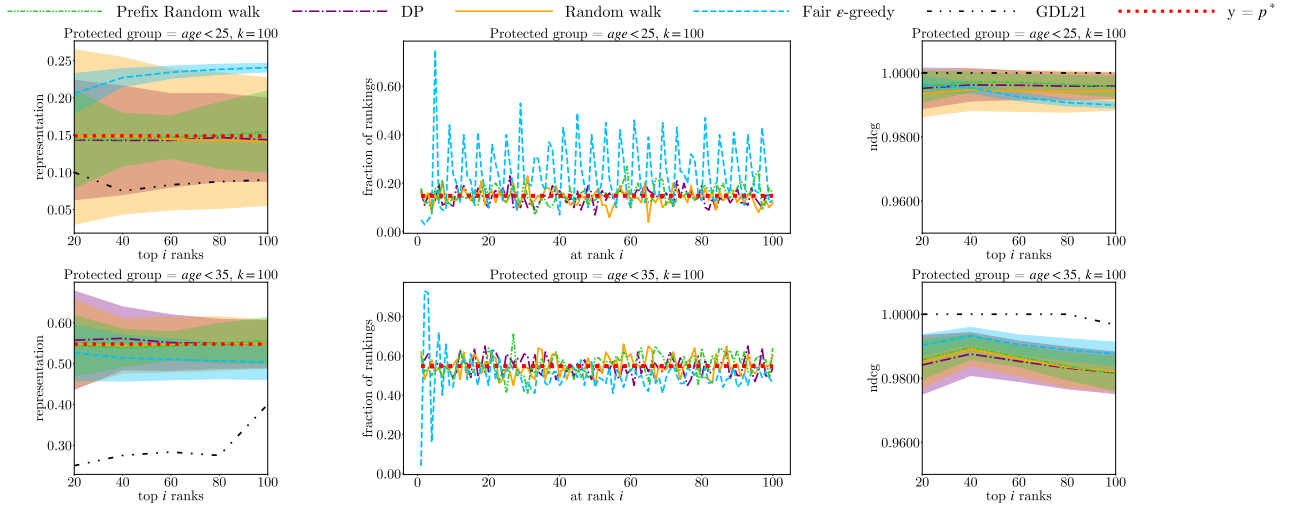 Prefix Random walk DP Random walk Fair ε-greedy GDL21 y = p*
Protected group = age < 25, k = 100
representation
0.25
0.20
0.15
0.10
0.05
20 40 60 80 100
top i ranks
Protected group = age < 25, k = 100
fraction of rankings
0.60
0.40
0.20
0.00
0 20 40 60 80 100
at rank i
Protected group = age < 25, k = 100
ndcg
1.0000
0.9800
0.9600
20 40 60 80 100
top i ranks
Protected group = age < 35, k = 100
representation
0.60
0.50
0.40
0.30
20 40 60 80 100
top i ranks
Protected group = age < 35, k = 100
fraction of rankings
0.80
0.60
0.40
0.20
0.00
0 20 40 60 80 100
at rank i
Protected group = age < 35, k = 100
ndcg
1.0000
0.9800
0.9600
20 40 60 80 100
top i ranks